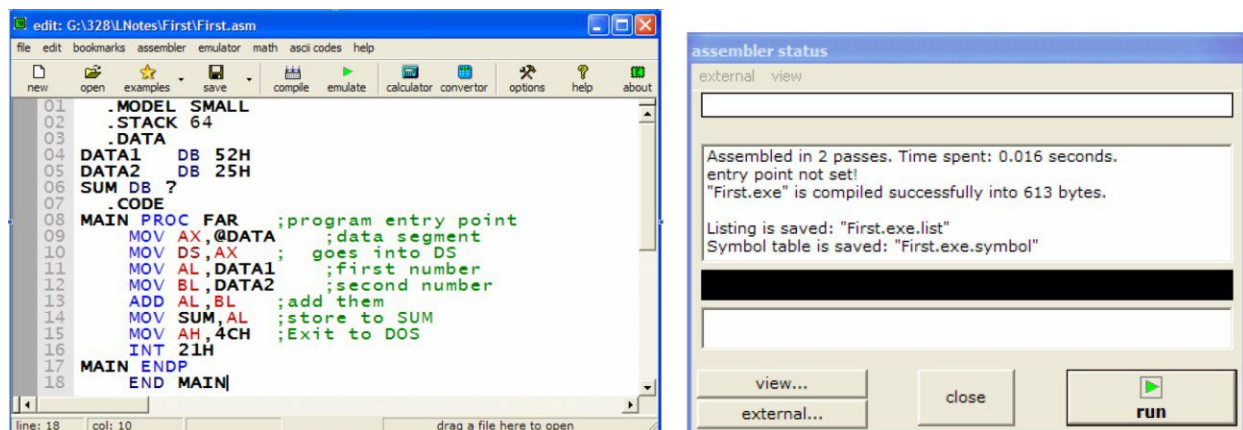 edit: G:\328\LNotes\First\First.asm
file edit bookmarks assembler emulator math ascii codes help
new open examples save compile emulate calculator convertor options help about
01 .MODEL SMALL
02 .STACK 64
03 .DATA
04 DATA1 DB 52H
05 DATA2 DB 25H
06 SUM DB ?
07 .CODE
08 MAIN PROC FAR ;program entry point
09 MOV AX,@DATA ;data segment
10 MOV DS,AX ; goes into DS
11 MOV AL,DATA1 ;first number
12 MOV BL,DATA2 ;second number
13 ADD AL,BL ;add them
14 MOV SUM,AL ;store to SUM
15 MOV AH,4CH ;Exit to DOS
16 INT 21H
17 MAIN ENDP
18 END MAIN
line: 18 col: 10 drag a file here to open
assembler status
external view
Assembled in 2 passes. Time spent: 0.016 seconds.
entry point not set!
"First.exe" is compiled successfully into 613 bytes.
Listing is saved: "First.exe.list"
Symbol table is saved: "First.exe.symbol"
view...
external...
close
run